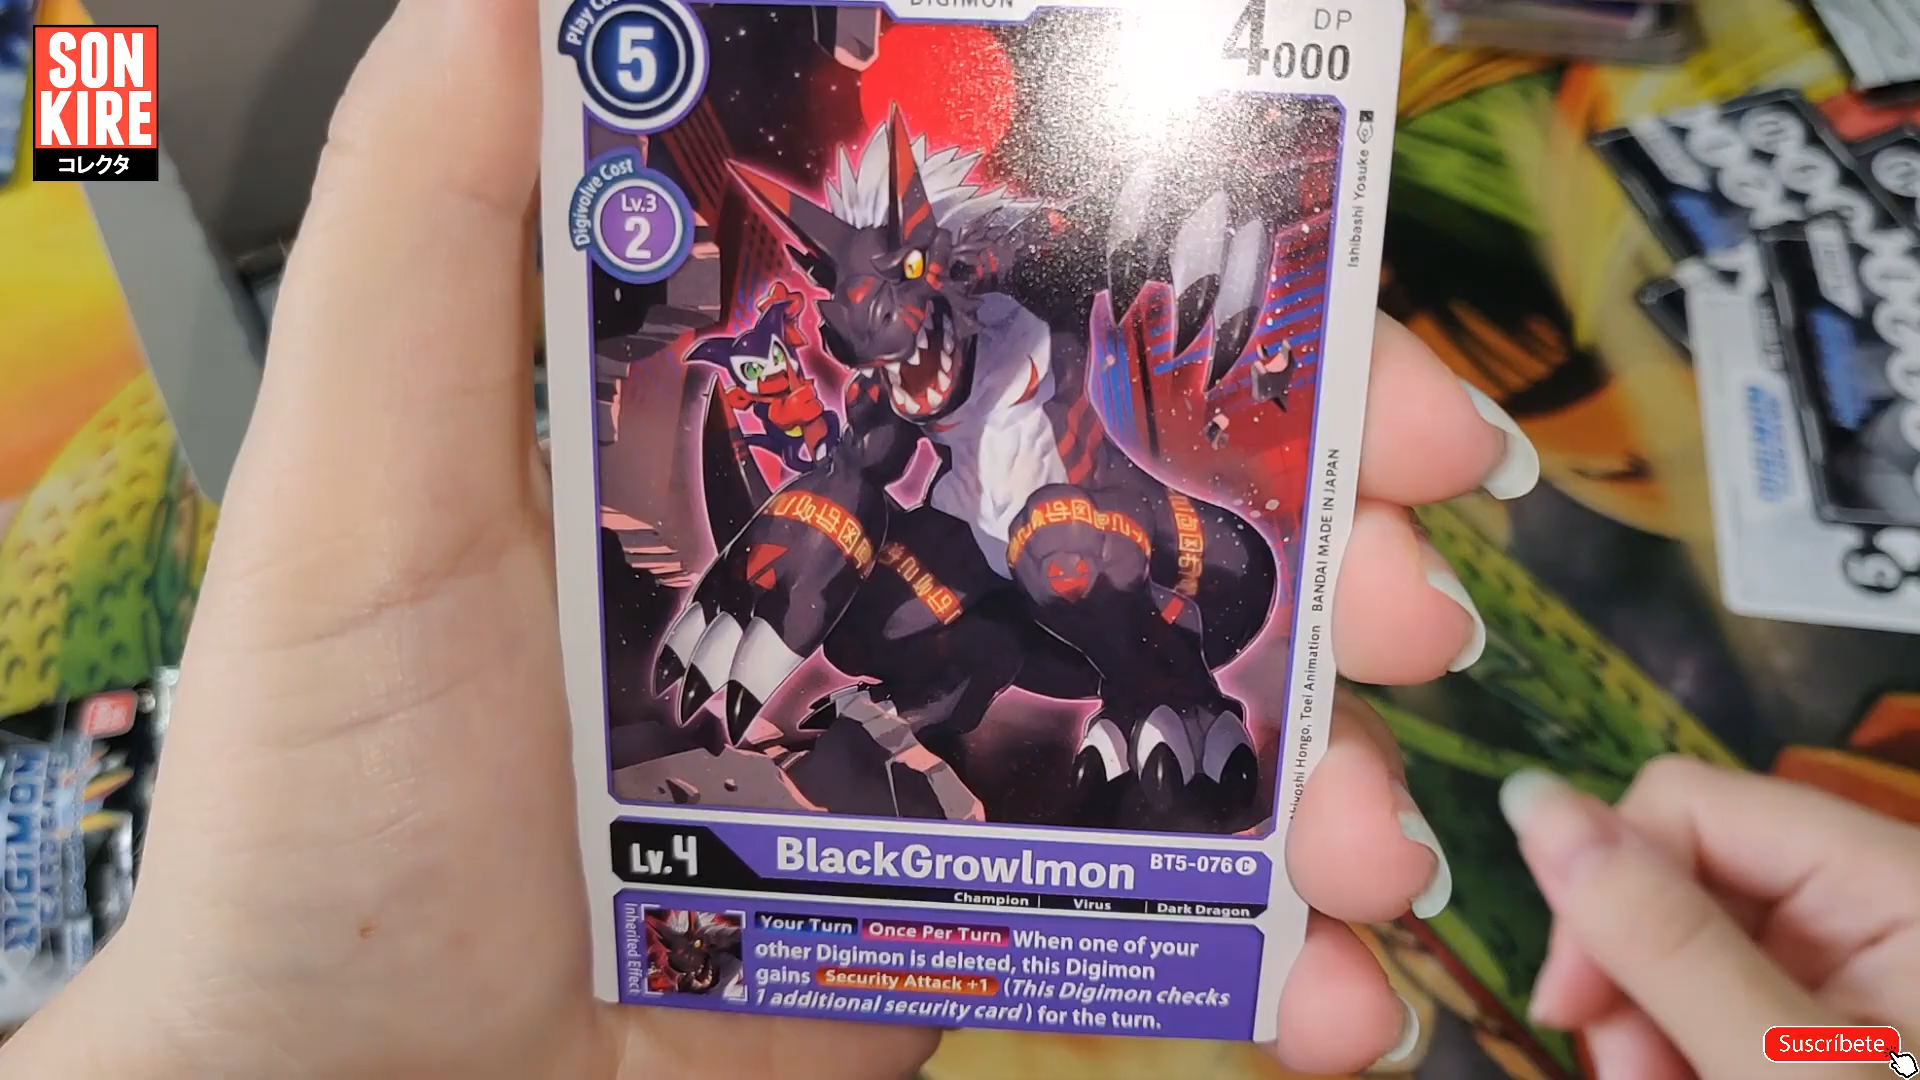 SON
KIRE
コレクタ
DIGIMON
Play Co
5
DP
4000
Digivolve Cost
Lv.3
2
Ishibashi Yosuke
Hongo, Toei Animation BANDAI MADE IN JAPAN
Lv.4
BlackGrowlmon
BT5-076 C
Champion | Virus | Dark Dragon
Inherited Effect
Your Turn Once Per Turn When one of your
other Digimon is deleted, this Digimon
gains Security Attack +1 (This Digimon checks
1 additional security card) for the turn.
DIGIMON
Suscríbete